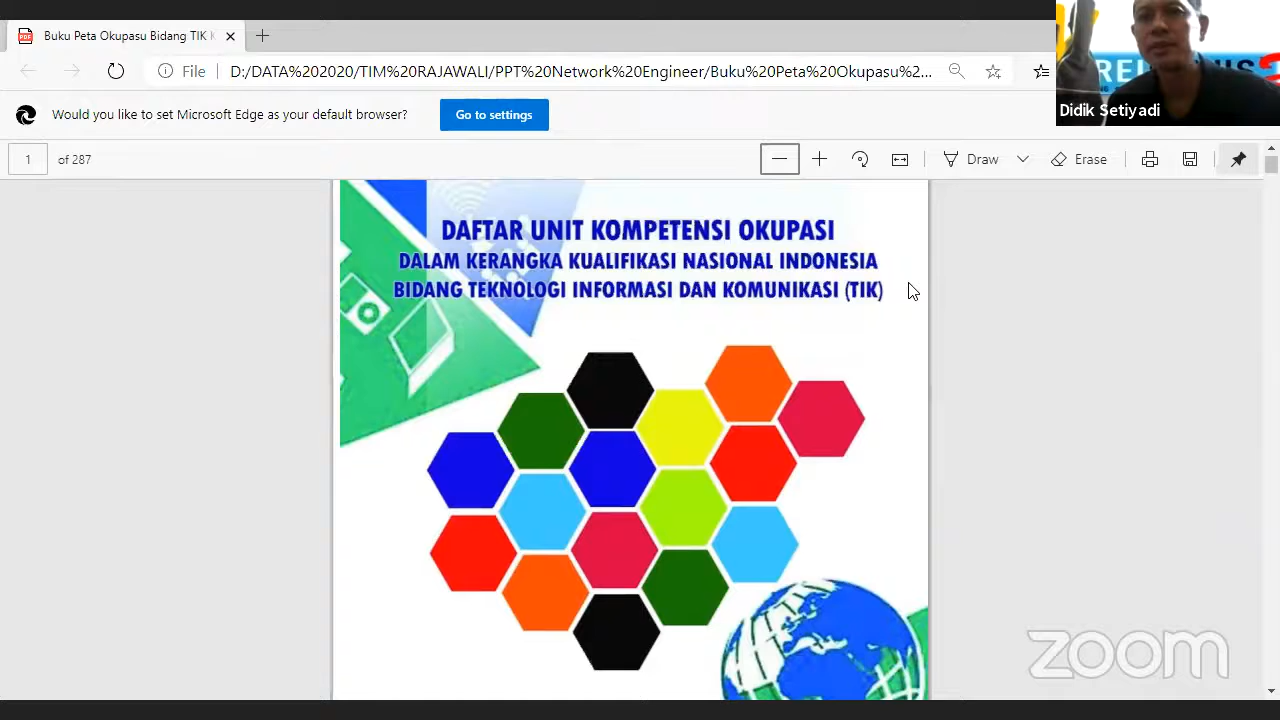 Buku Peta Okupasu Bidang TIK K
File
D:/DATA%202020/TIM%20AJAWALI/PPT%20Network%20Engineer/Buku%20Peta%20Okupasu%2...
Would you like to set Microsoft Edge as your default browser?
Go to settings
Didik Setiyadi
1
of 287
Draw
Erase
DAFTAR UNIT KOMPETENSI OKUPASI
DALAM KERANGKA KUALIFIKASI NASIONAL INDONESIA
BIDANG TEKNOLOGI INFORMASI DAN KOMUNIKASI (TIK)
zoom